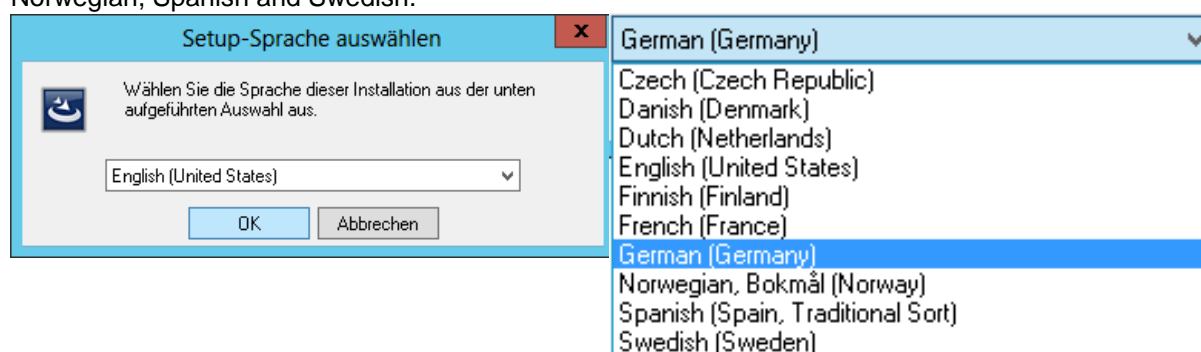 Norwegian, Spanish and Swedish.
Setup-Sprache auswählen
x
Wählen Sie die Sprache dieser Installation aus der unten
aufgeführten Auswahl aus.
English (United States)
OK
Abbrechen
German (Germany)
Czech (Czech Republic)
Danish (Denmark)
Dutch (Netherlands)
English (United States)
Finnish (Finland)
French (France)
German (Germany)
Norwegian, Bokmål (Norway)
Spanish (Spain, Traditional Sort)
Swedish (Sweden)